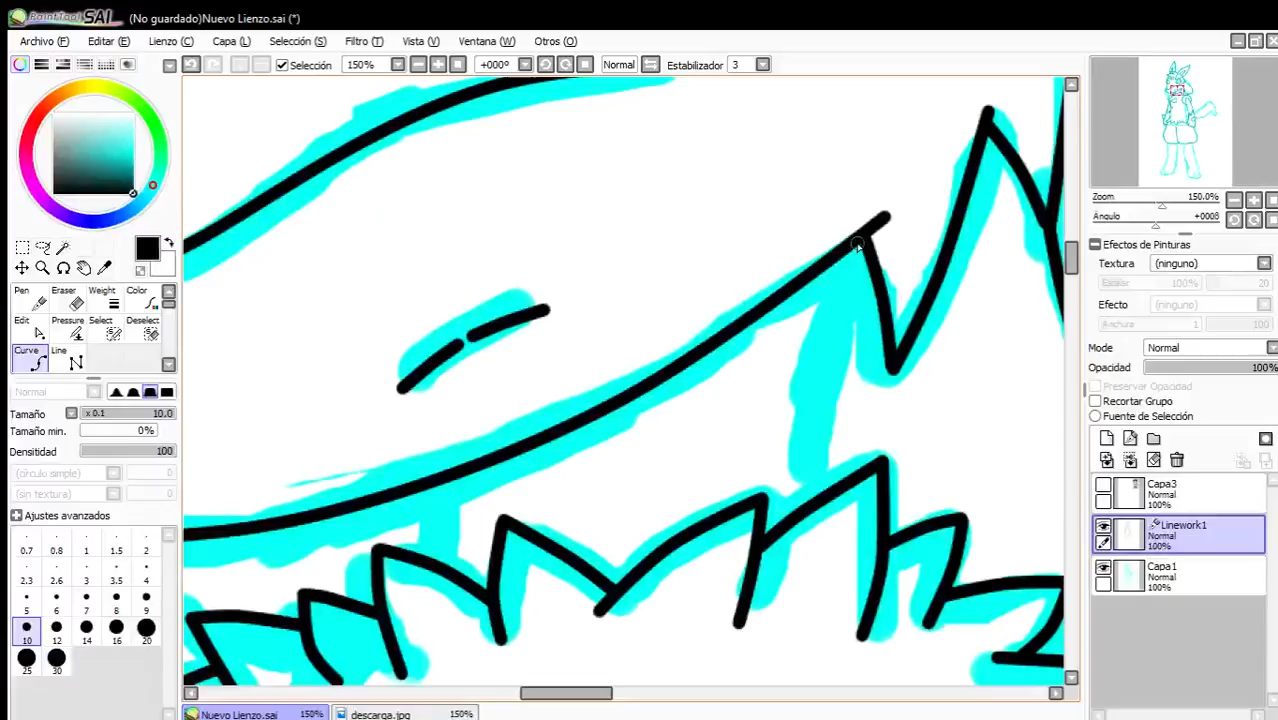 PaintTool SAI (No guardado)Nuevo Lienzo.sai (*)
Archivo (F) Editar (E) Lienzo (C) Capa (L) Selección (S) Filtro (T) Vista (V) Ventana (W) Otros (O)
Selección 150% +000º Normal Estabilizador 3
Zoom 150.0%
Ángulo +000º
Efectos de Pinturas
Textura (ninguno)
Escalar 100% 20
Efecto (ninguno)
Anchura 1 100
Mode Normal
Opacidad 100%
Preservar Opacidad
Recortar Grupo
Fuente de Selección
Capa3
Normal
100%
Linework1
Normal
100%
Capa1
Normal
100%
Pen Eraser Weight Color
Edit Pressure Select Deselect
Curve Line
Normal
Tamaño x 0.1 10.0
Tamaño min. 0%
Densitidad 100
(círculo simple) 0
(sin textura) 0
Ajustes avanzados
0.7 0.8 1 1.5 2
2.3 2.6 3 3.5 4
5 6 7 8 9
10 12 14 16 20
25 30
Nuevo Lienzo.sai 150% descarga.jpg 150%